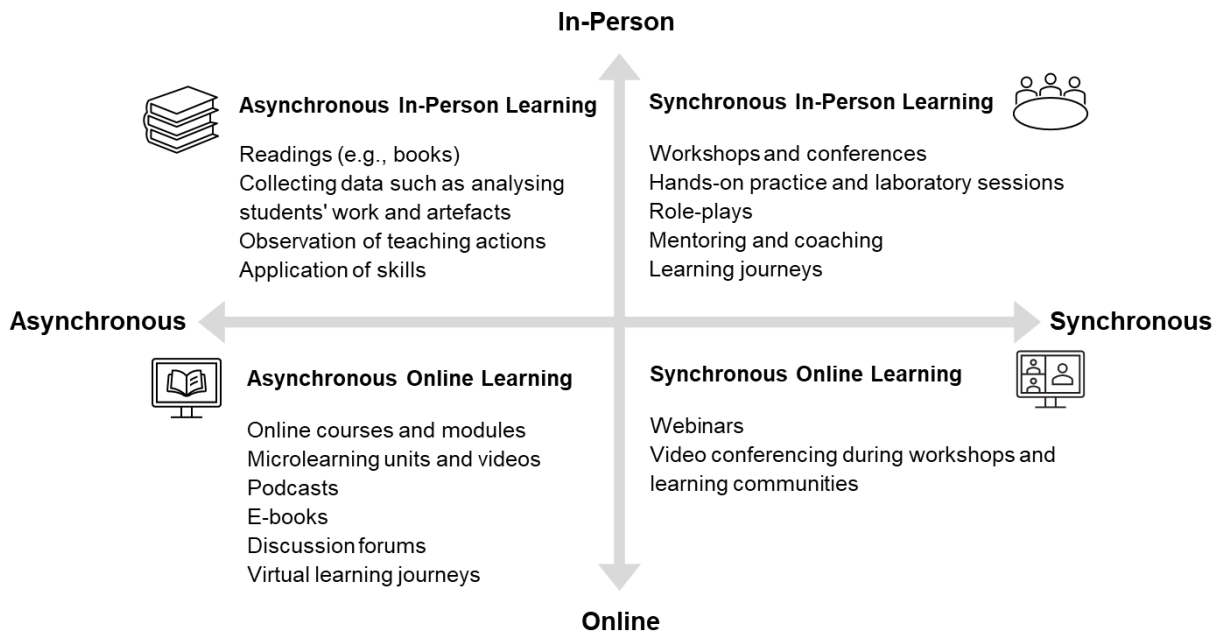 In-Person
Asynchronous In-Person Learning
Readings (e.g., books)
Collecting data such as analysing
students' work and artefacts
Observation of teaching actions
Application of skills
Synchronous In-Person Learning
Workshops and conferences
Hands-on practice and laboratory sessions
Role-plays
Mentoring and coaching
Learning journeys
Asynchronous
Synchronous
Asynchronous Online Learning
Online courses and modules
Microlearning units and videos
Podcasts
E-books
Discussion forums
Virtual learning journeys
Synchronous Online Learning
Webinars
Video conferencing during workshops and
learning communities
Online